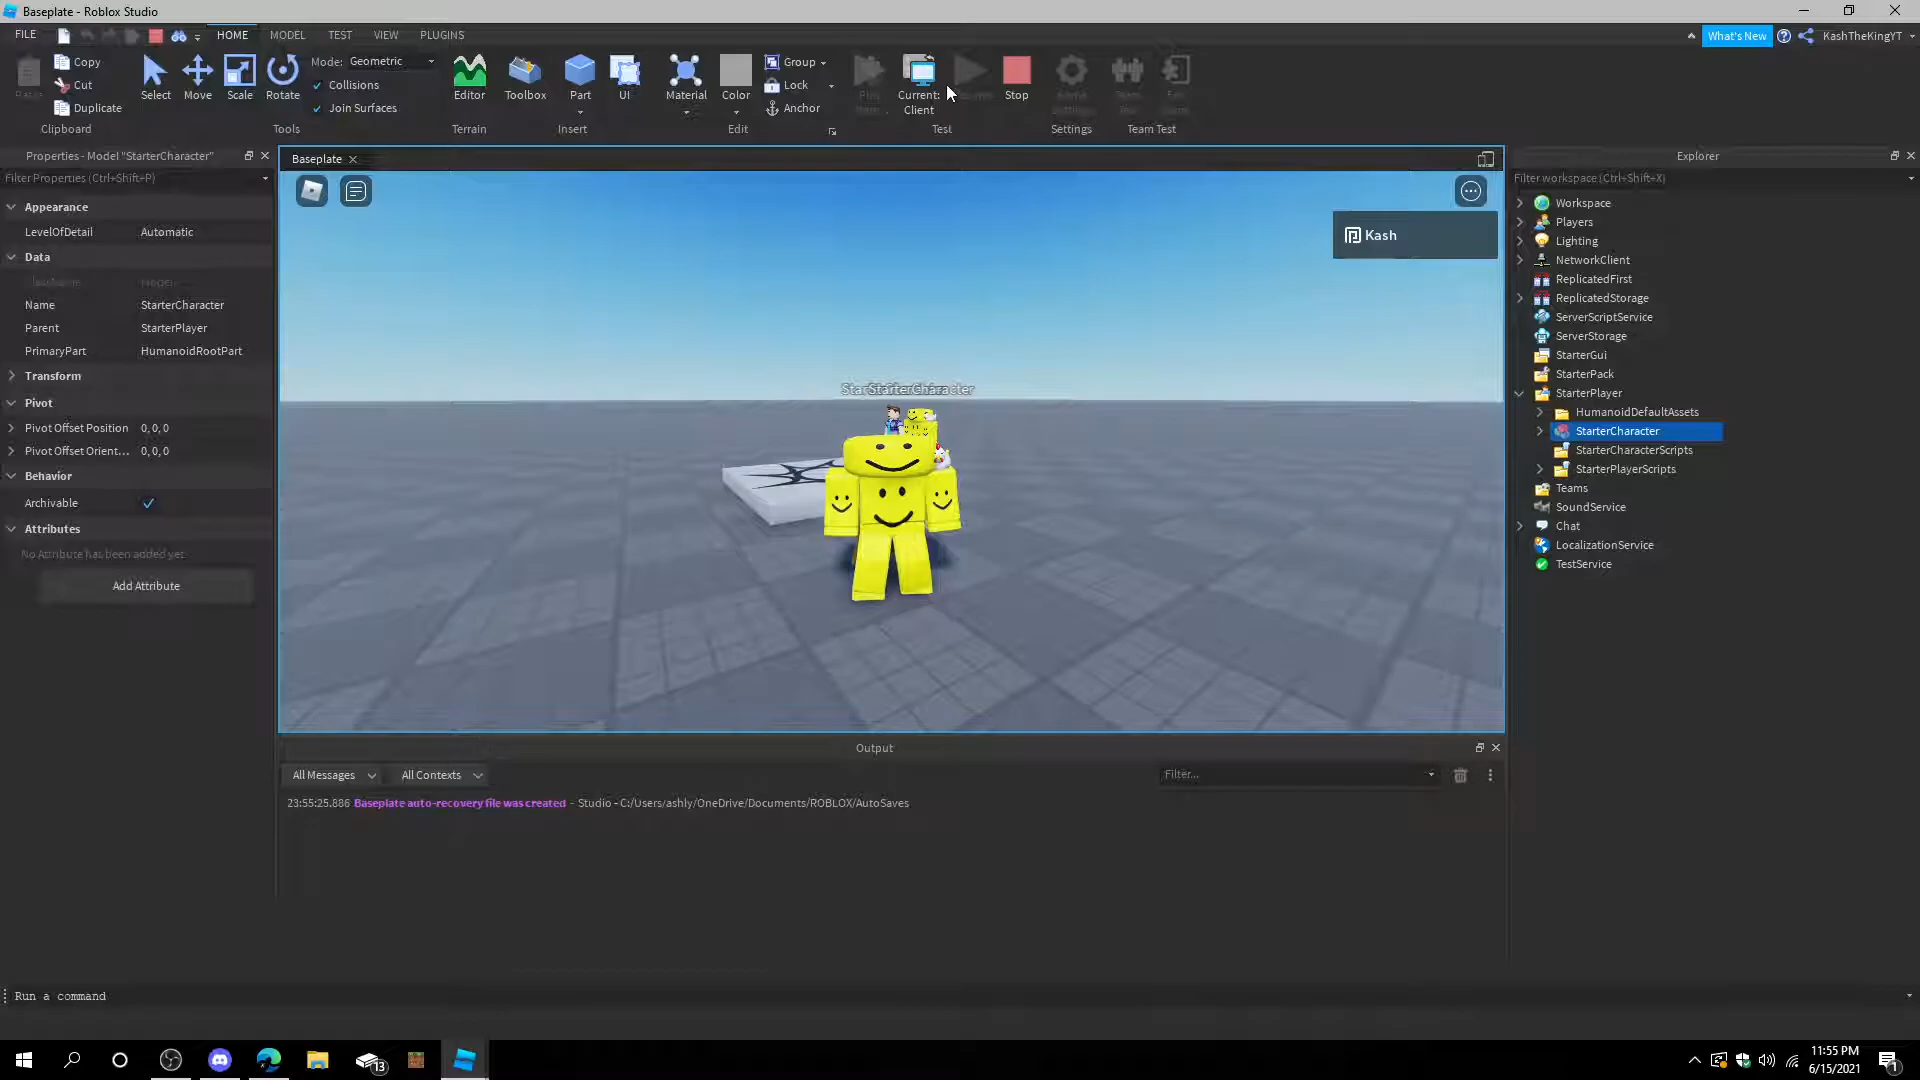 Baseplate - Roblox Studio
FILE HOME MODEL TEST VIEW PLUGINS What's New KashTheKingYT
Copy
Cut
Duplicate
Clipboard
Select Move Scale Rotate
Mode: Geometric
Collisions
Join Surfaces
Tools
Editor
Terrain
Toolbox Part UI
Insert
Material Color
Group
Lock
Anchor
Edit
Current:
Client
Stop
Test
Settings
Team Test
Properties - Model "StarterCharacter"
Filter Properties (Ctrl+Shift+P)
Appearance
LevelOfDetail Automatic
Data
Name StarterCharacter
Parent StarterPlayer
PrimaryPart HumanoidRootPart
Transform
Pivot
Pivot Offset Position 0, 0, 0
Pivot Offset Orient... 0, 0, 0
Behavior
Archivable
Attributes
No Attribute has been added yet
Add Attribute
Baseplate
Kash
StarterCharacter
Explorer
Filter workspace (Ctrl+Shift+X)
Workspace
Players
Lighting
NetworkClient
ReplicatedFirst
ReplicatedStorage
ServerScriptService
ServerStorage
StarterGui
StarterPack
StarterPlayer
HumanoidDefaultAssets
StarterCharacter
StarterCharacterScripts
StarterPlayerScripts
Teams
SoundService
Chat
LocalizationService
TestService
Output
All Messages All Contexts Filter...
23:55:25.886 Baseplate auto-recovery file was created - Studio - C:/Users/ashly/OneDrive/Documents/ROBLOX/AutoSaves
Run a command
13
11:55 PM
6/15/2021
1